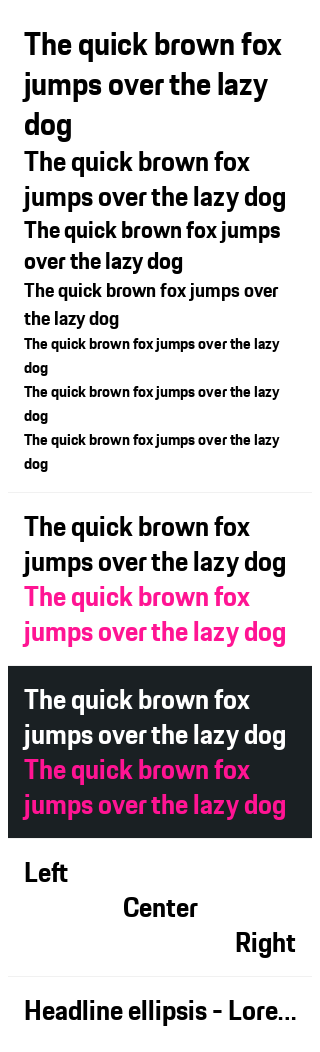 The quick brown fox
jumps over the lazy
dog
The quick brown fox
jumps over the lazy dog
The quick brown fox jumps
over the lazy dog
The quick brown fox jumps over
the lazy dog
The quick brown fox jumps over the lazy
dog
The quick brown fox jumps over the lazy
dog
The quick brown fox jumps over the lazy
dog
The quick brown fox
jumps over the lazy dog
The quick brown fox
jumps over the lazy dog
The quick brown fox
jumps over the lazy dog
The quick brown fox
jumps over the lazy dog
Left
Center
Right
Headline ellipsis - Lore...